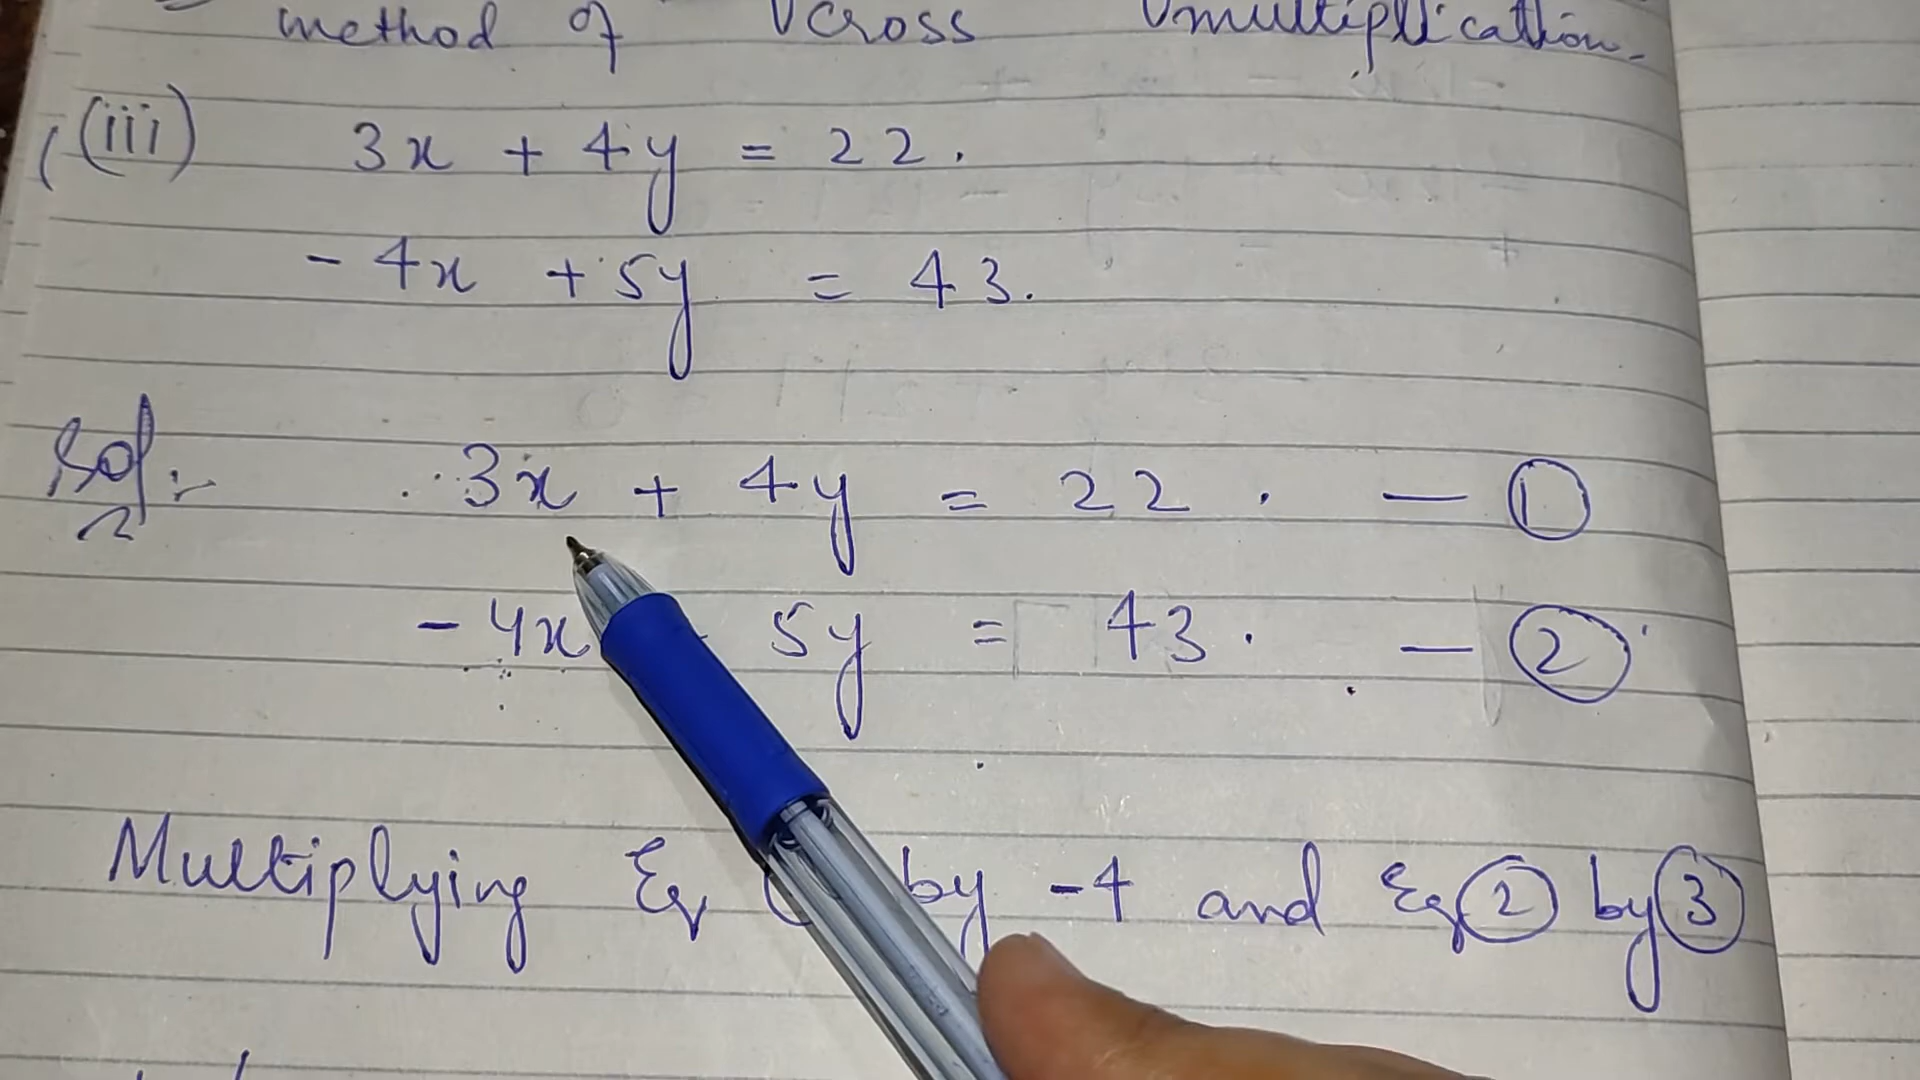 method of cross multiplication.
(iii) 3x + 4y = 22.
- 4x + 5y = 43.
Sol:- 3x + 4y = 22. — ①
- 4x 5y = 43. — ②
Multiplying Eq by -4 and Eq ② by ③